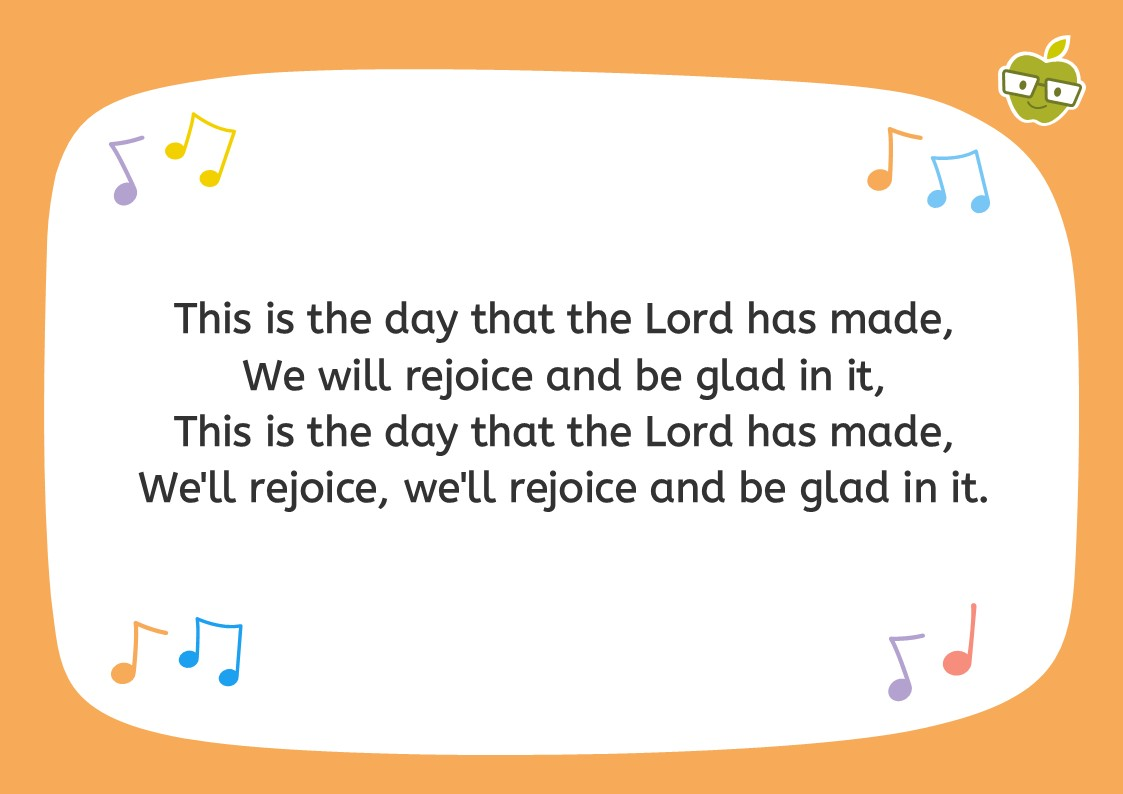 This is the day that the Lord has made,
We will rejoice and be glad in it,
This is the day that the Lord has made,
We'll rejoice, we'll rejoice and be glad in it.